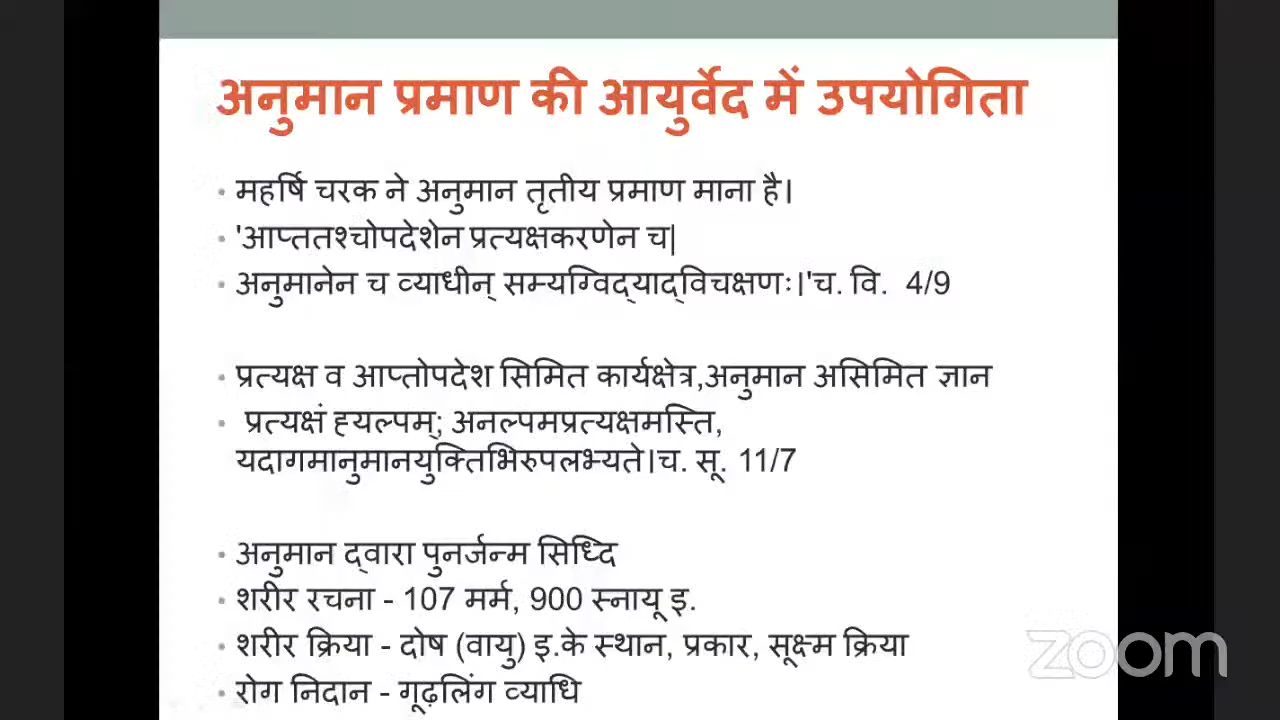 अनुमान प्रमाण की आयुर्वेद में उपयोगिता
• महर्षि चरक ने अनुमान तृतीय प्रमाण माना है।
• 'आप्ततश्चोपदेशेन प्रत्यक्षकरणेन च|
• अनुमानेन च व्याधीन् सम्यग्विद्याद्विचक्षणः।'च. वि. 4/9
• प्रत्यक्ष व आप्तोपदेश सिमित कार्यक्षेत्र,अनुमान असिमित ज्ञान
• प्रत्यक्षं ह्यल्पम्; अनल्पमप्रत्यक्षमस्ति,
यदागमानुमानयुक्तिभिरुपलभ्यते।च. सू. 11/7
• अनुमान द्वारा पुनर्जन्म सिध्दि
• शरीर रचना - 107 मर्म, 900 स्नायू इ.
• शरीर क्रिया - दोष (वायु) इ.के स्थान, प्रकार, सूक्ष्म क्रिया
• रोग निदान - गूढ़लिंग व्याधि
zoom